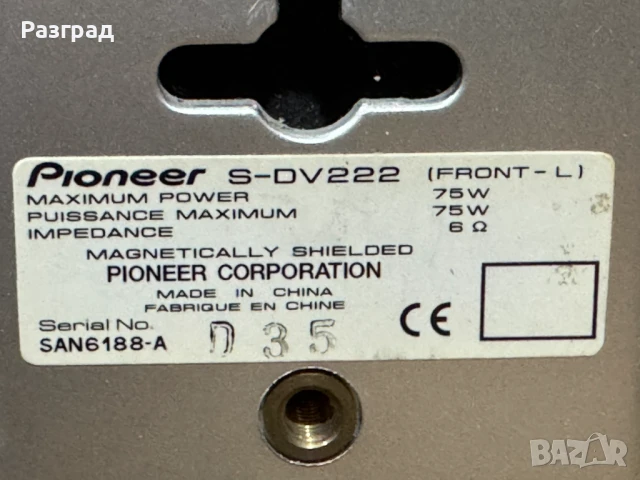 Разград
Pioneer S-DV222 (FRONT-L)
MAXIMUM POWER 75W
PUISSANCE MAXIMUM 75W
IMPEDANCE 6 Ω
MAGNETICALLY SHIELDED
PIONEER CORPORATION
MADE IN CHINA
FABRIQUE EN CHINE
Serial No. D 35
SAN6188-A
CE
BAZAR